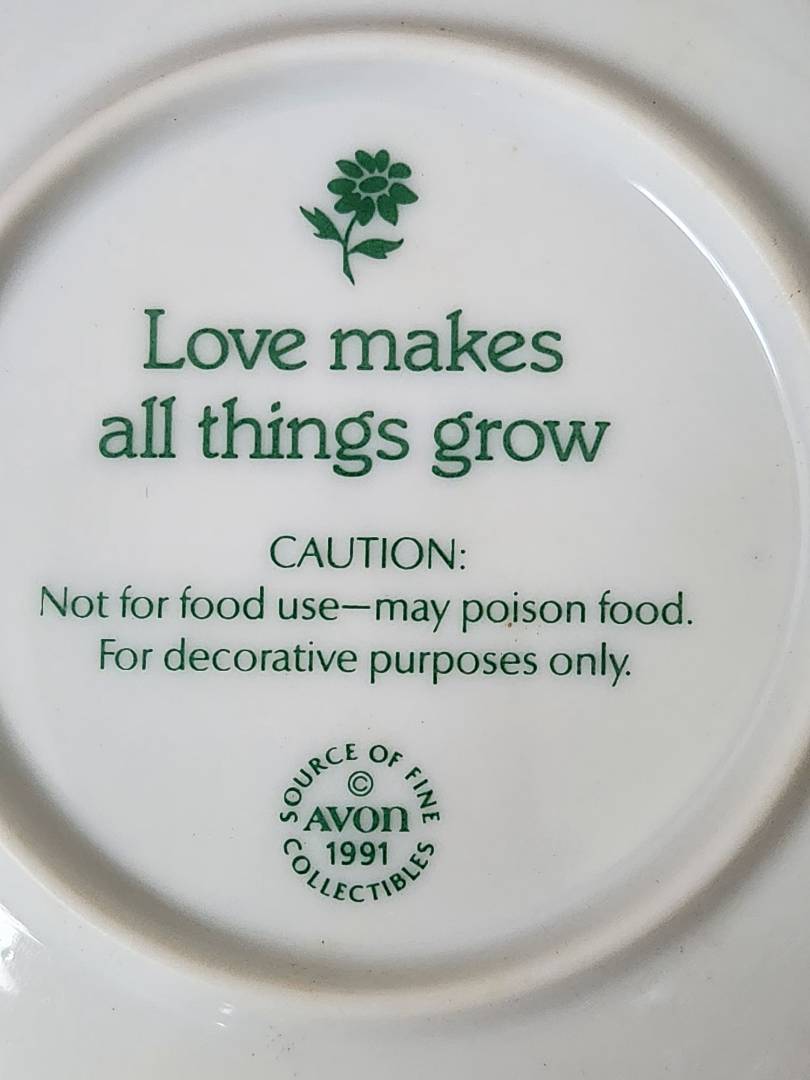 Love makes
all things grow
CAUTION:
Not for food use—may poison food.
For decorative purposes only.
SOURCE OF FINE
©
AVON
1991
COLLECTIBLES